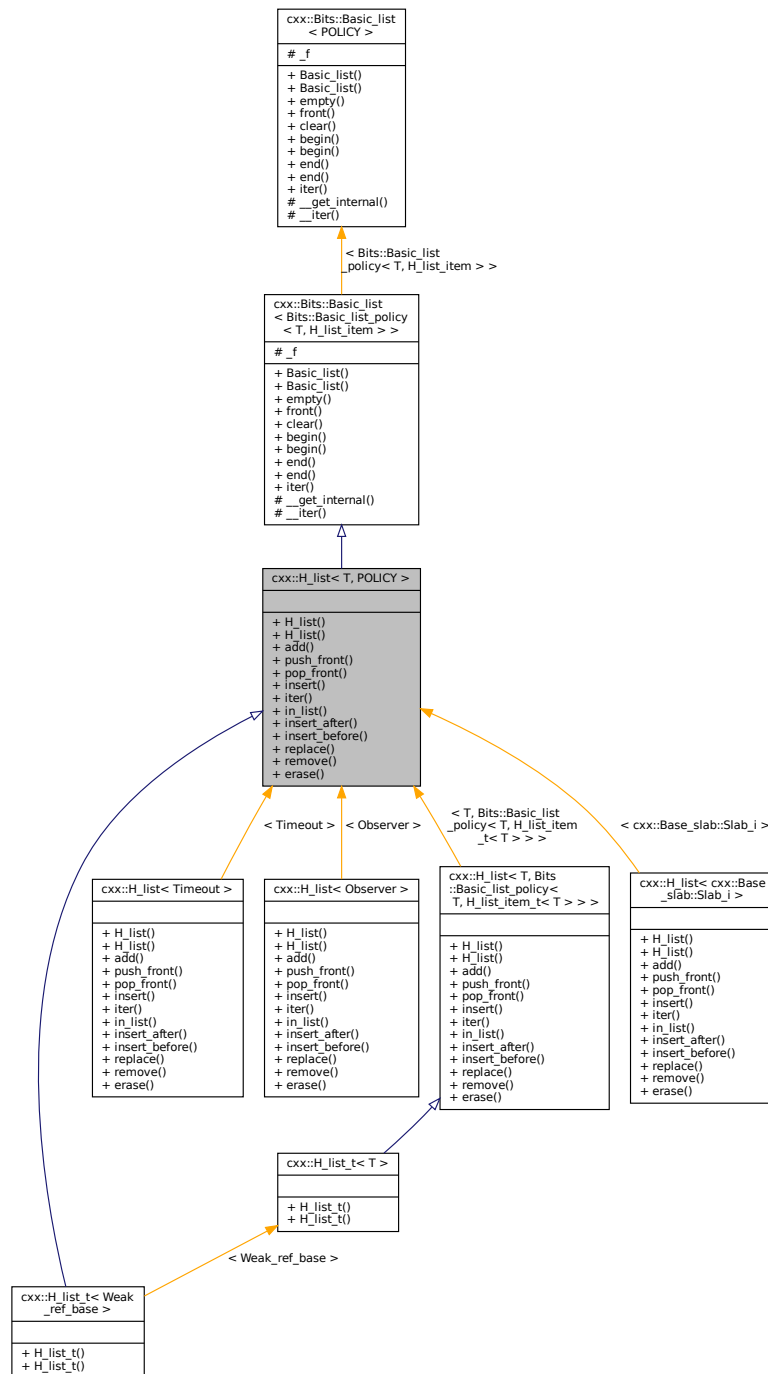 cxx::Bits::Basic_list
< POLICY >
# _f
+ Basic_list()
+ Basic_list()
+ empty()
+ front()
+ clear()
+ begin()
+ begin()
+ end()
+ end()
+ iter()
# __get_internal()
# __iter()
< Bits::Basic_list
_policy< T, H_list_item > >
cxx::Bits::Basic_list
< Bits::Basic_list_policy
< T, H_list_item > >
# _f
+ Basic_list()
+ Basic_list()
+ empty()
+ front()
+ clear()
+ begin()
+ begin()
+ end()
+ end()
+ iter()
# __get_internal()
# __iter()
cxx::H_list< T, POLICY >
+ H_list()
+ H_list()
+ add()
+ push_front()
+ pop_front()
+ insert()
+ iter()
+ in_list()
+ insert_after()
+ insert_before()
+ replace()
+ remove()
+ erase()
< Timeout >
< Observer >
< T, Bits::Basic_list
_policy< T, H_list_item
_t< T > > >
< cxx::Base_slab::Slab_i >
cxx::H_list< Timeout >
+ H_list()
+ H_list()
+ add()
+ push_front()
+ pop_front()
+ insert()
+ iter()
+ in_list()
+ insert_after()
+ insert_before()
+ replace()
+ remove()
+ erase()
cxx::H_list< Observer >
+ H_list()
+ H_list()
+ add()
+ push_front()
+ pop_front()
+ insert()
+ iter()
+ in_list()
+ insert_after()
+ insert_before()
+ replace()
+ remove()
+ erase()
cxx::H_list< T, Bits
::Basic_list_policy<
T, H_list_item_t< T > > >
+ H_list()
+ H_list()
+ add()
+ push_front()
+ pop_front()
+ insert()
+ iter()
+ in_list()
+ insert_after()
+ insert_before()
+ replace()
+ remove()
+ erase()
cxx::H_list< cxx::Base
_slab::Slab_i >
+ H_list()
+ H_list()
+ add()
+ push_front()
+ pop_front()
+ insert()
+ iter()
+ in_list()
+ insert_after()
+ insert_before()
+ replace()
+ remove()
+ erase()
cxx::H_list_t< T >
+ H_list_t()
+ H_list_t()
< Weak_ref_base >
cxx::H_list_t< Weak
_ref_base >
+ H_list_t()
+ H_list_t()